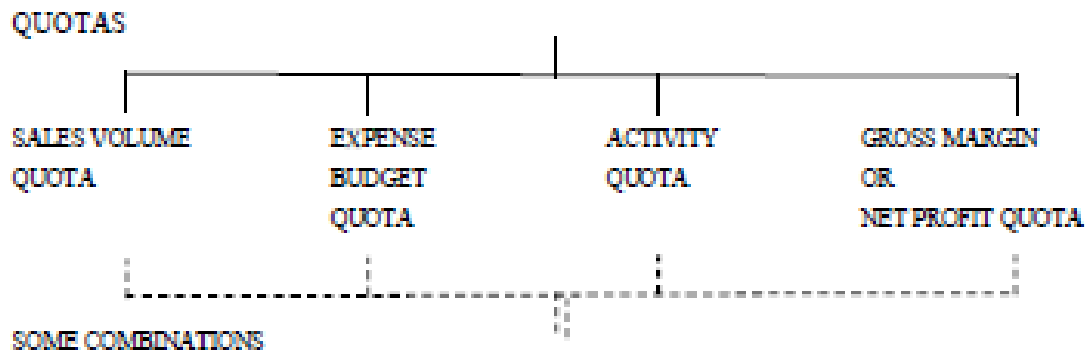 QUOTAS
SALES VOLUME
QUOTA
EXPENSE
BUDGET
QUOTA
ACTIVITY
QUOTA
GROSS MARGIN
OR
NET PROFIT QUOTA
SOME COMBINATIONS